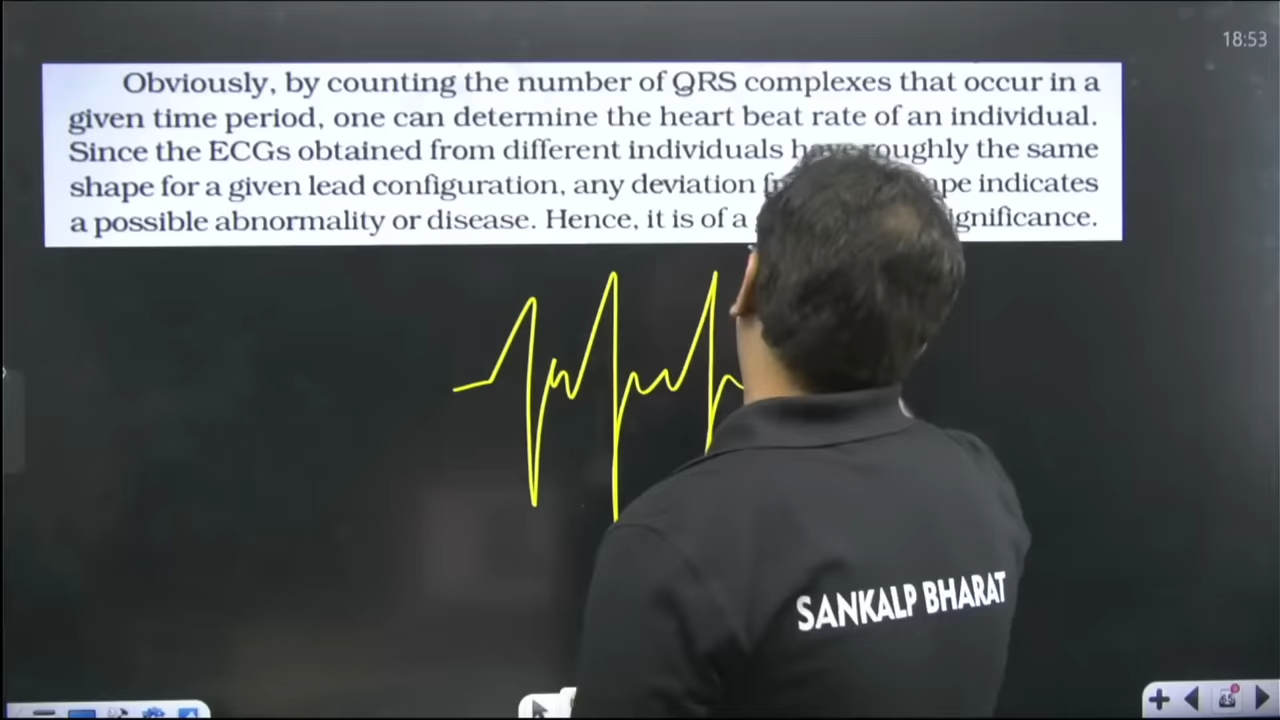 18:53
Obviously, by counting the number of QRS complexes that occur in a
given time period, one can determine the heart beat rate of an individual.
Since the ECGs obtained from different individuals have roughly the same
shape for a given lead configuration, any deviation indicates
a possible abnormality or disease. Hence, it is of a
SANKALP BHARAT